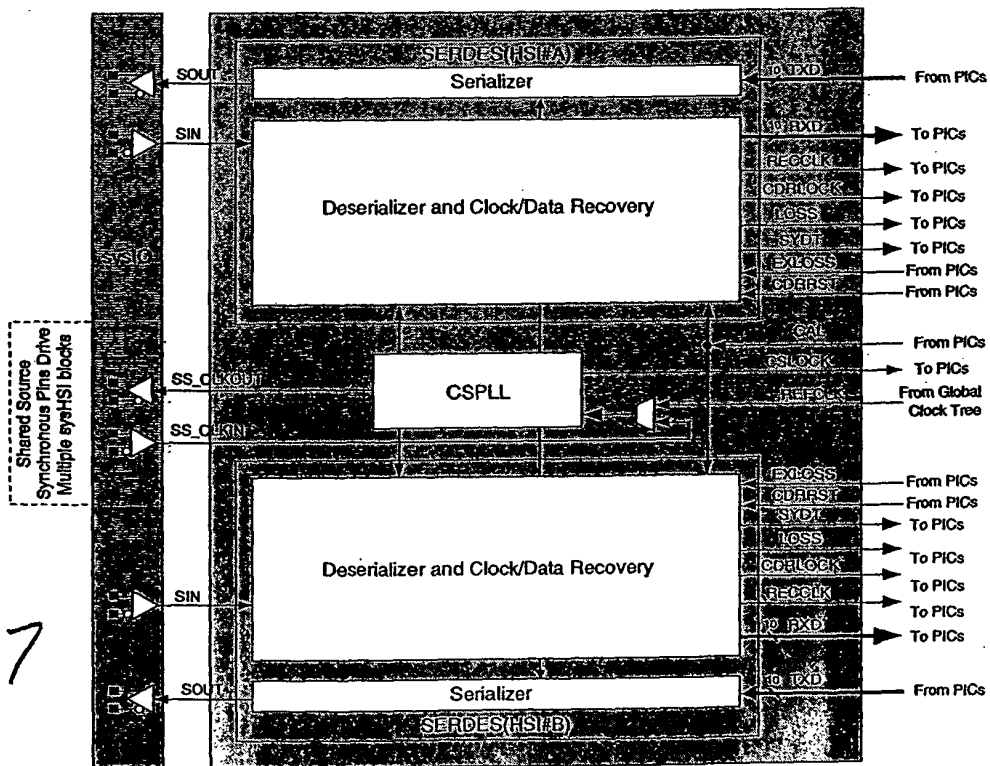 SERDES(HSI#A)
SOUT
Serializer
10 TXD
From PICs
SIN
10 RXD
To PICs
RECCLK
To PICs
Deserializer and Clock/Data Recovery
CDRLOCK
To PICs
LOSS
To PICs
SYDT
To PICs
SYSIO
EXLOSS
From PICs
CDRRST
From PICs
Shared Source
Synchronous Pins Drive
Multiple sysHSI blocks
CAL
From PICs
CSLOCK
To PICs
SS_CLKOUT
CSPLL
REFCLK
From Global
Clock Tree
SS_CLKIN
EXLOSS
From PICs
CDRRST
From PICs
SYDT
To PICs
LOSS
To PICs
Deserializer and Clock/Data Recovery
CDRLOCK
To PICs
SIN
RECCLK
To PICs
10 RXD
To PICs
SOUT
Serializer
10 TXD
From PICs
SERDES(HSI#B)
7